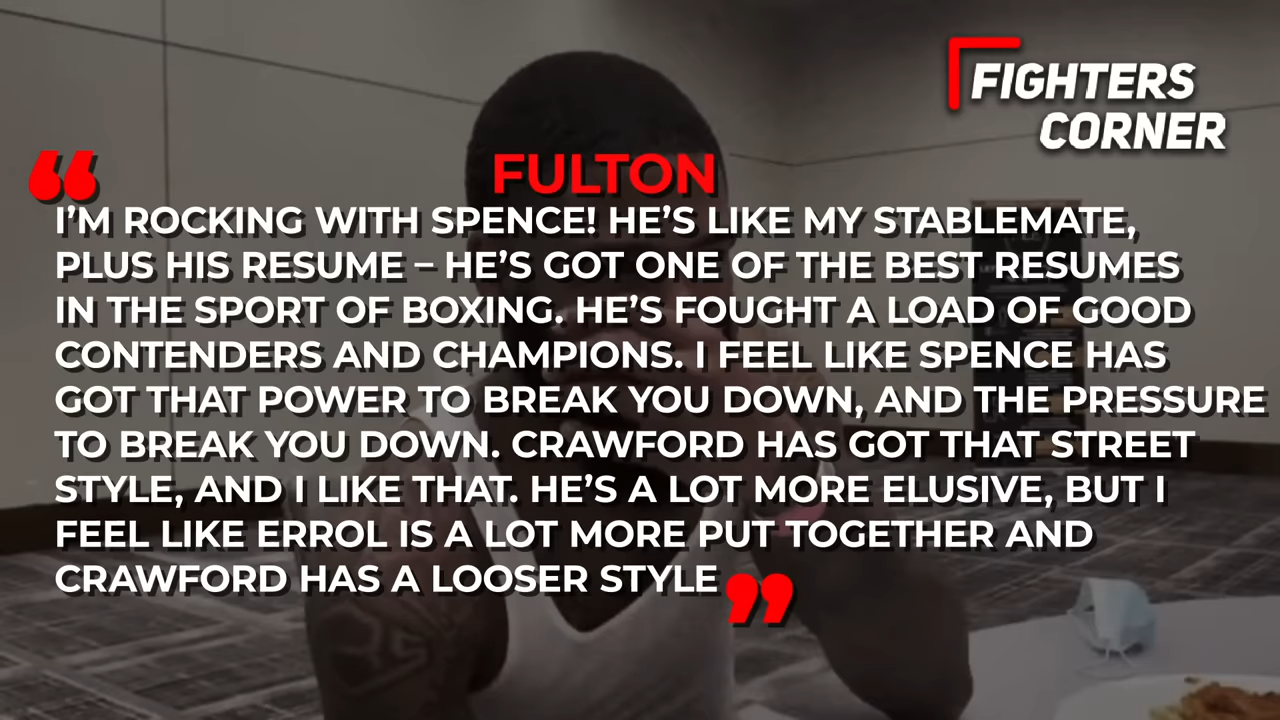 FIGHTERS
CORNER
“
FULTON
I’M ROCKING WITH SPENCE! HE’S LIKE MY STABLEMATE,
PLUS HIS RESUME – HE’S GOT ONE OF THE BEST RESUMES
IN THE SPORT OF BOXING. HE’S FOUGHT A LOAD OF GOOD
CONTENDERS AND CHAMPIONS. I FEEL LIKE SPENCE HAS
GOT THAT POWER TO BREAK YOU DOWN, AND THE PRESSURE
TO BREAK YOU DOWN. CRAWFORD HAS GOT THAT STREET
STYLE, AND I LIKE THAT. HE’S A LOT MORE ELUSIVE, BUT I
FEEL LIKE ERROL IS A LOT MORE PUT TOGETHER AND
CRAWFORD HAS A LOOSER STYLE ”